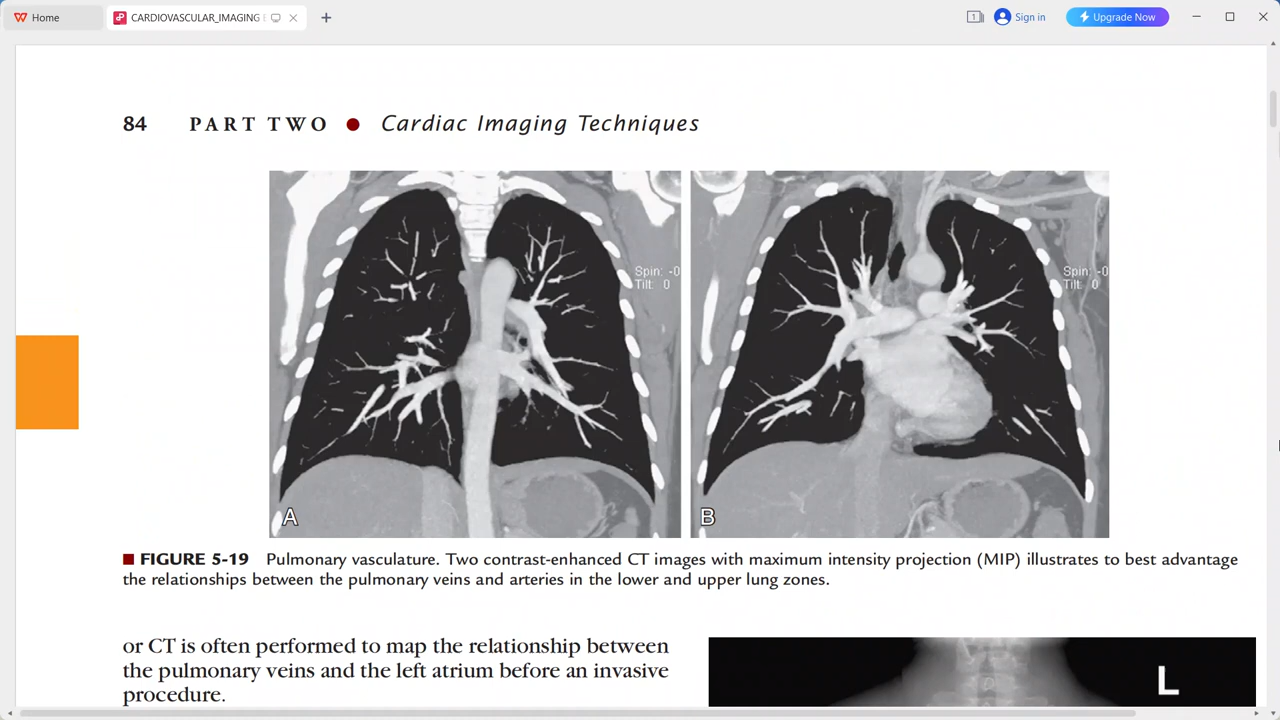 Home
CARDIOVASCULAR_IMAGING
1
Sign in
Upgrade Now
84 PART TWO ● Cardiac Imaging Techniques
Spin: -0
Tilt: 0
Spin: -0
Tilt: 0
A
B
■ FIGURE 5-19 Pulmonary vasculature. Two contrast-enhanced CT images with maximum intensity projection (MIP) illustrates to best advantage
the relationships between the pulmonary veins and arteries in the lower and upper lung zones.
or CT is often performed to map the relationship between
the pulmonary veins and the left atrium before an invasive
procedure.
L